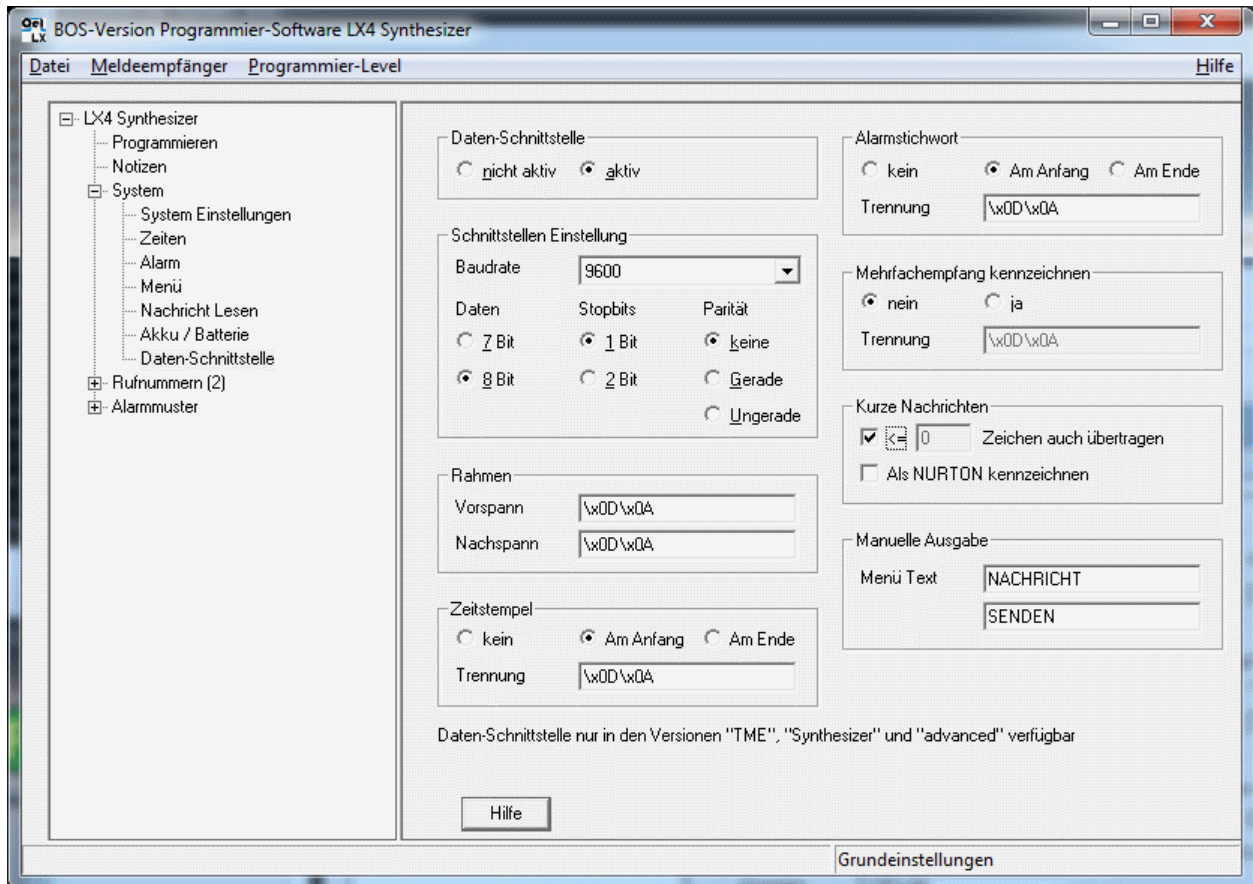 oel LX BOS-Version Programmier-Software LX4 Synthesizer
Datei Meldeempfänger Programmier-Level Hilfe
LX4 Synthesizer
Programmieren
Notizen
System
System Einstellungen
Zeiten
Alarm
Menü
Nachricht Lesen
Akku / Batterie
Daten-Schnittstelle
Rufnummern (2)
Alarmmuster
Daten-Schnittstelle
nicht aktiv aktiv
Schnittstellen Einstellung
Baudrate 9600
Daten Stopbits Parität
7 Bit 1 Bit keine
8 Bit 2 Bit Gerade
Ungerade
Rahmen
Vorspann \x0D\x0A
Nachspann \x0D\x0A
Zeitstempel
kein Am Anfang Am Ende
Trennung \x0D\x0A
Alarmstichwort
kein Am Anfang Am Ende
Trennung \x0D\x0A
Mehrfachempfang kennzeichnen
nein ja
Trennung \x0D\x0A
Kurze Nachrichten
<= 0 Zeichen auch übertragen
Als NURTON kennzeichnen
Manuelle Ausgabe
Menü Text NACHRICHT
SENDEN
Daten-Schnittstelle nur in den Versionen "TME", "Synthesizer" und "advanced" verfügbar
Hilfe
Grundeinstellungen